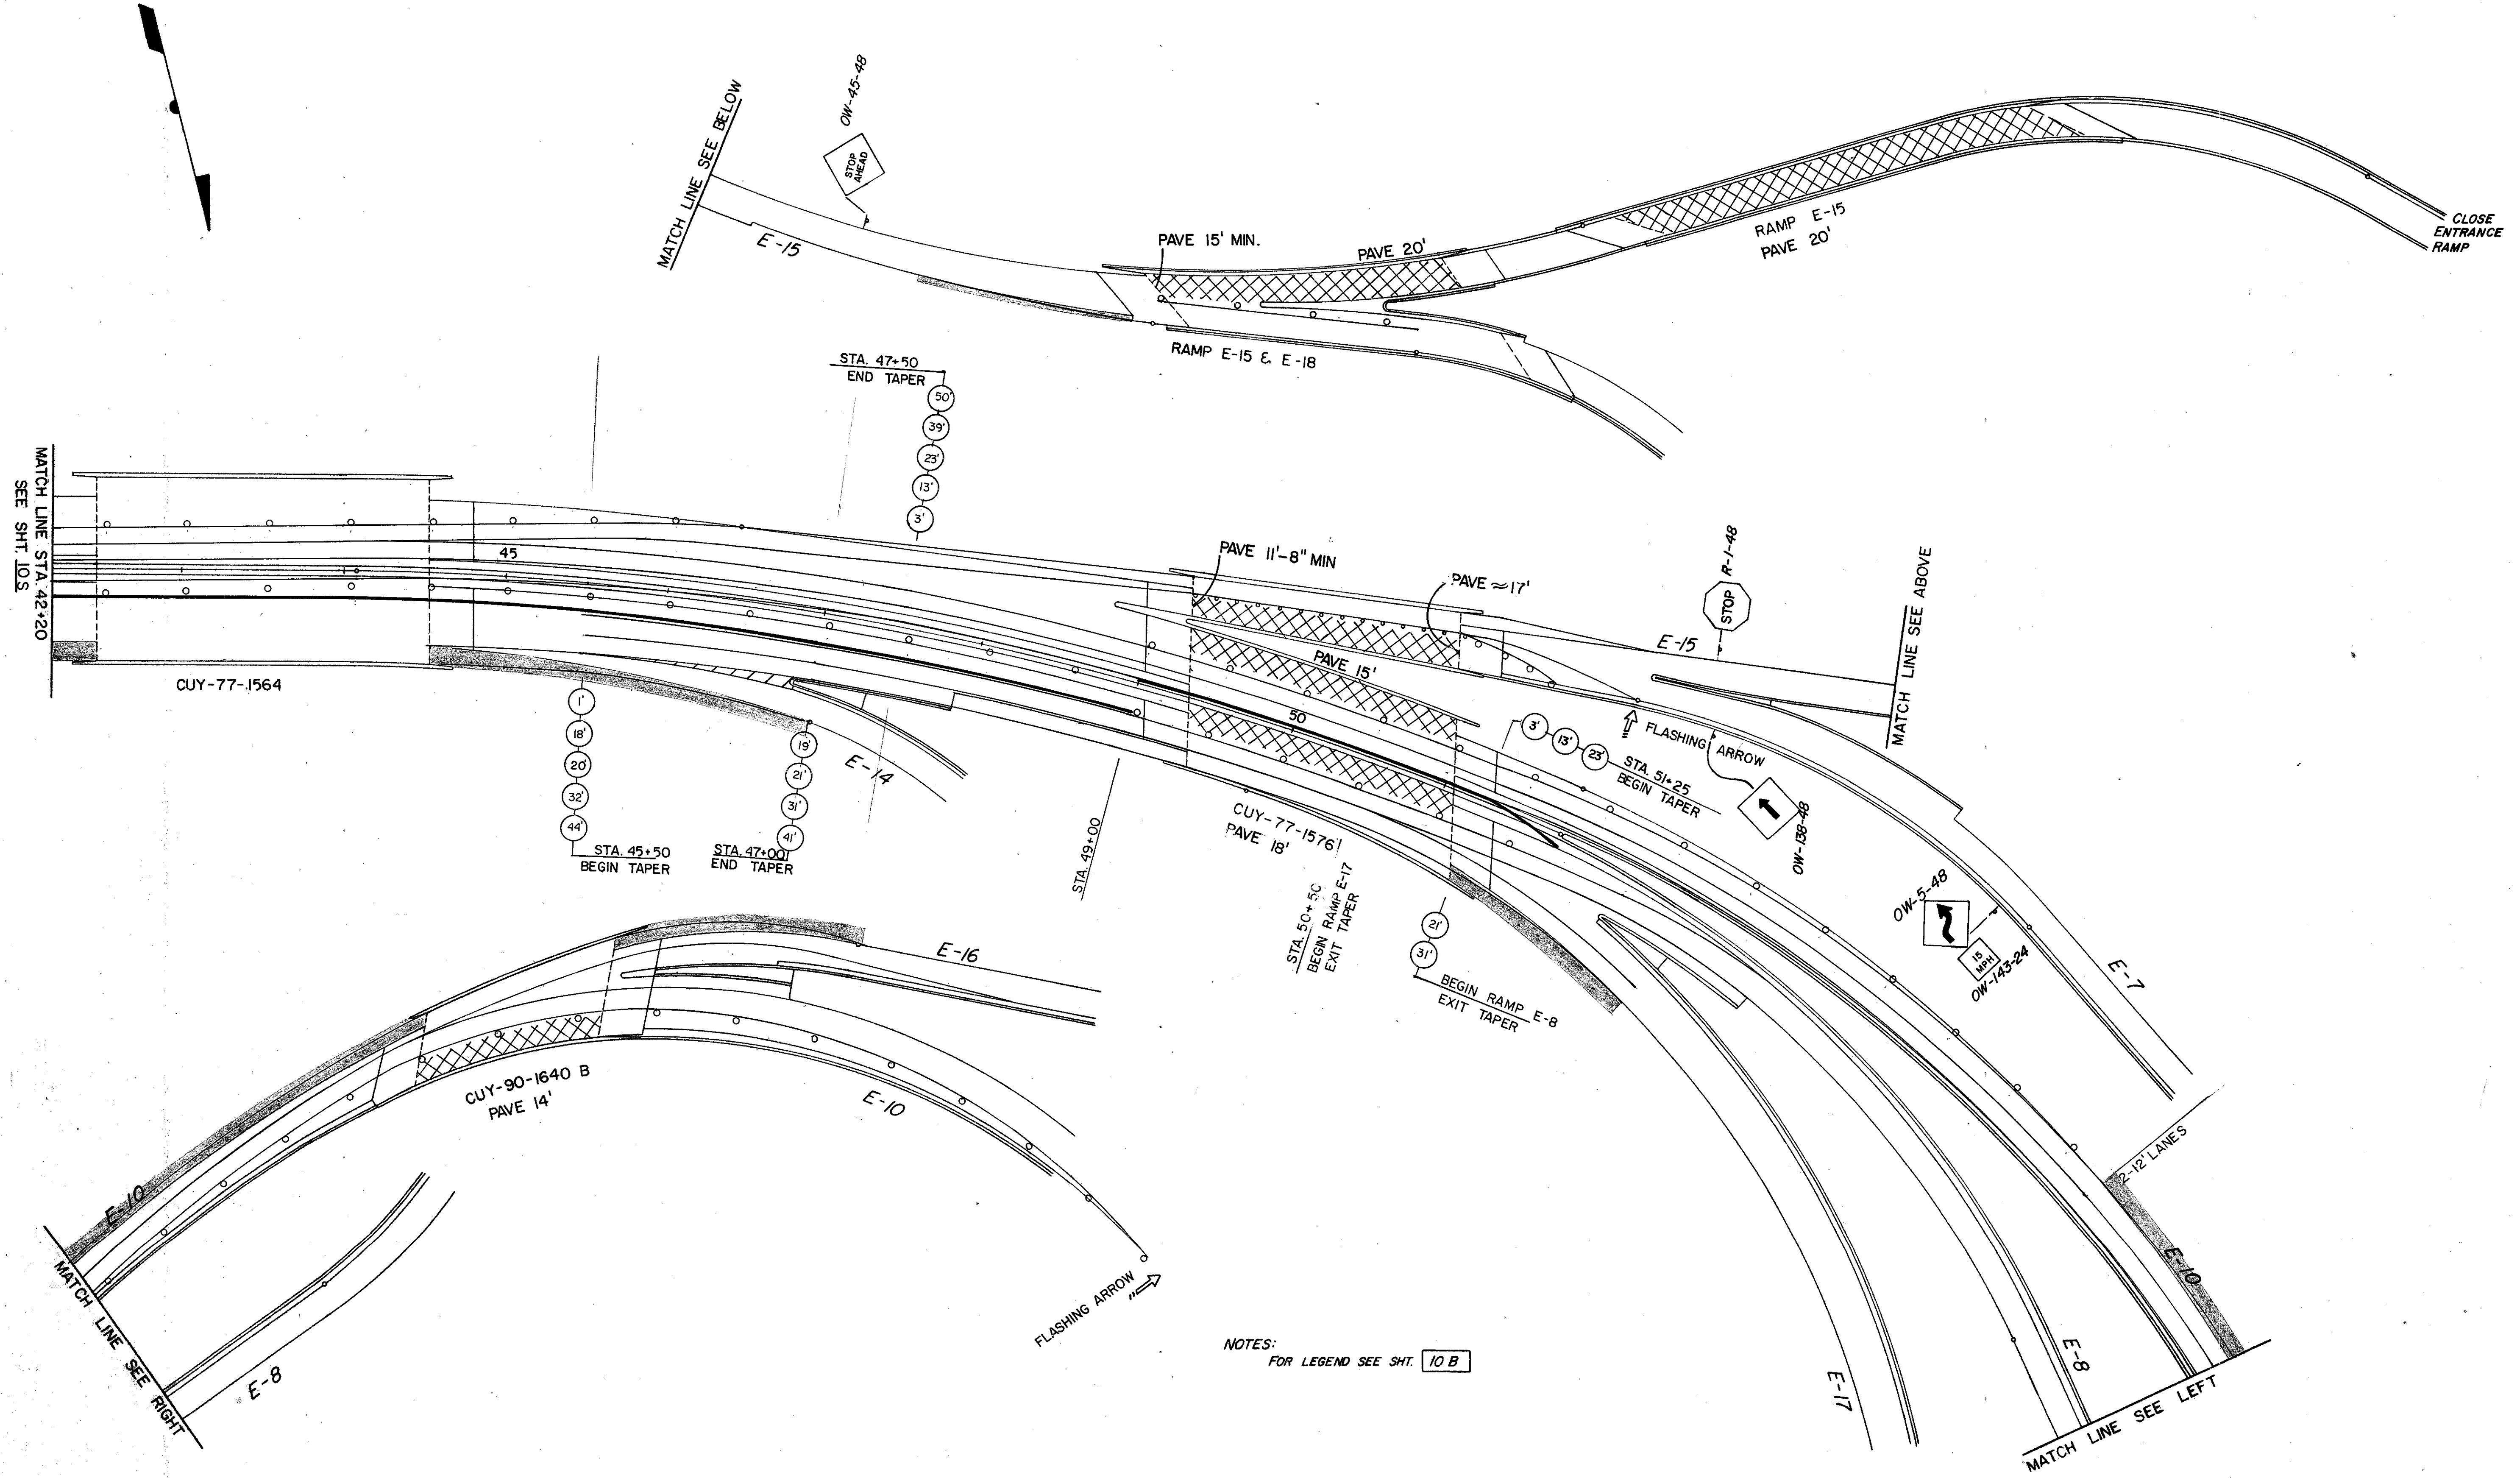 OW-45-48
STOP
AHEAD
MATCH LINE SEE BELOW
E-15
PAVE 15' MIN.
PAVE 20'
RAMP E-15 & E-18
RAMP E-15
PAVE 20'
CLOSE
ENTRANCE
RAMP
STA. 47+50
END TAPER
50'
39'
23'
13'
3'
MATCH LINE STA. 42+20
SEE SHT. 10 S
45
CUY-77-1564
PAVE 11'-8" MIN
PAVE ≈ 17'
PAVE 15'
50
R-1-48
STOP
E-15
MATCH LINE SEE ABOVE
FLASHING ARROW
3'
13'
23'
STA. 51+25
BEGIN TAPER
OW-138-48
1'
18'
20'
32'
44'
STA. 45+50
BEGIN TAPER
19'
21'
31'
41'
STA. 47+00
END TAPER
E-14
STA. 49+00
CUY-77-1576
PAVE 18'
STA. 50+50
BEGIN RAMP E-17
EXIT TAPER
21'
31'
BEGIN RAMP E-8
EXIT TAPER
OW-5-48
15
MPH
OW-143-24
E-7
2-12' LANES
E-10
E-8
E-17
MATCH LINE SEE LEFT
E-16
CUY-90-1640 B
PAVE 14'
E-10
E-10
MATCH LINE SEE RIGHT
E-8
FLASHING ARROW
NOTES:
FOR LEGEND SEE SHT. 10 B